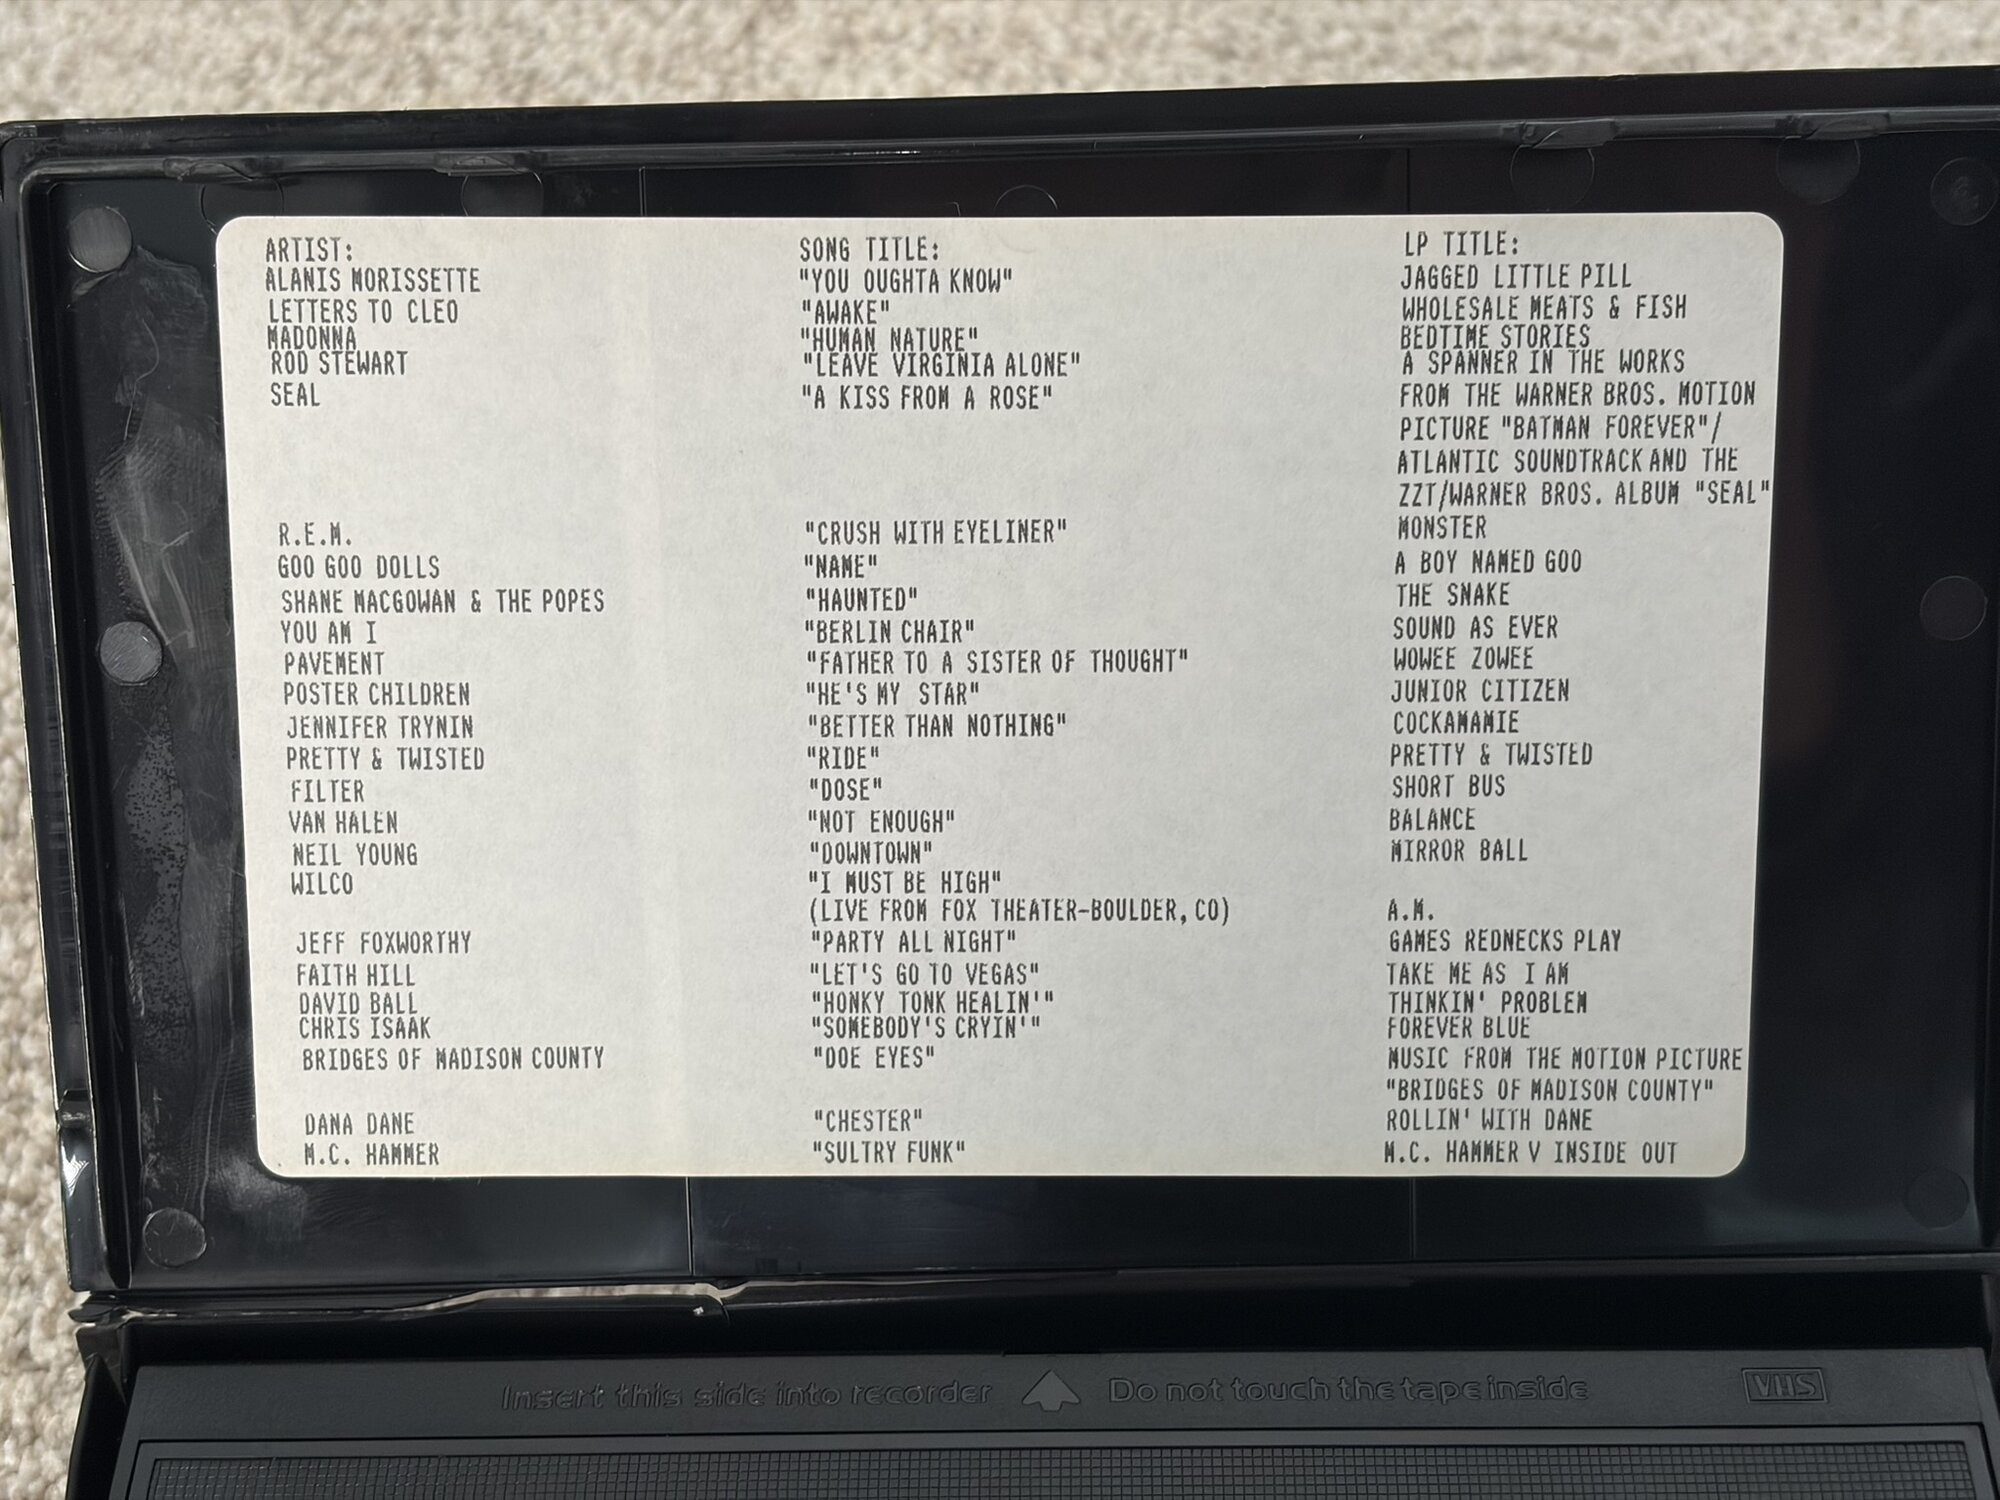 ARTIST: SONG TITLE: LP TITLE:
ALANIS MORISSETTE "YOU OUGHTA KNOW" JAGGED LITTLE PILL
LETTERS TO CLEO "AWAKE" WHOLESALE MEATS & FISH
MADONNA "HUMAN NATURE" BEDTIME STORIES
ROD STEWART "LEAVE VIRGINIA ALONE" A SPANNER IN THE WORKS
SEAL "A KISS FROM A ROSE" FROM THE WARNER BROS. MOTION
PICTURE "BATMAN FOREVER"/
ATLANTIC SOUNDTRACK AND THE
ZZT/WARNER BROS. ALBUM "SEAL"
R.E.M. "CRUSH WITH EYELINER" MONSTER
GOO GOO DOLLS "NAME" A BOY NAMED GOO
SHANE MACGOWAN & THE POPES "HAUNTED" THE SNAKE
YOU AM I "BERLIN CHAIR" SOUND AS EVER
PAVEMENT "FATHER TO A SISTER OF THOUGHT" WOWEE ZOWEE
POSTER CHILDREN "HE'S MY STAR" JUNIOR CITIZEN
JENNIFER TRYNIN "BETTER THAN NOTHING" COCKAMAMIE
PRETTY & TWISTED "RIDE" PRETTY & TWISTED
FILTER "DOSE" SHORT BUS
VAN HALEN "NOT ENOUGH" BALANCE
NEIL YOUNG "DOWNTOWN" MIRROR BALL
WILCO "I MUST BE HIGH"
(LIVE FROM FOX THEATER-BOULDER, CO) A.M.
JEFF FOXWORTHY "PARTY ALL NIGHT" GAMES REDNECKS PLAY
FAITH HILL "LET'S GO TO VEGAS" TAKE ME AS I AM
DAVID BALL "HONKY TONK HEALIN'" THINKIN' PROBLEM
CHRIS ISAAK "SOMEBODY'S CRYIN'" FOREVER BLUE
BRIDGES OF MADISON COUNTY "DOE EYES" MUSIC FROM THE MOTION PICTURE
"BRIDGES OF MADISON COUNTY"
DANA DANE "CHESTER" ROLLIN' WITH DANE
M.C. HAMMER "SULTRY FUNK" M.C. HAMMER V INSIDE OUT
Insert this side into recorder Do not touch the tape inside VHS